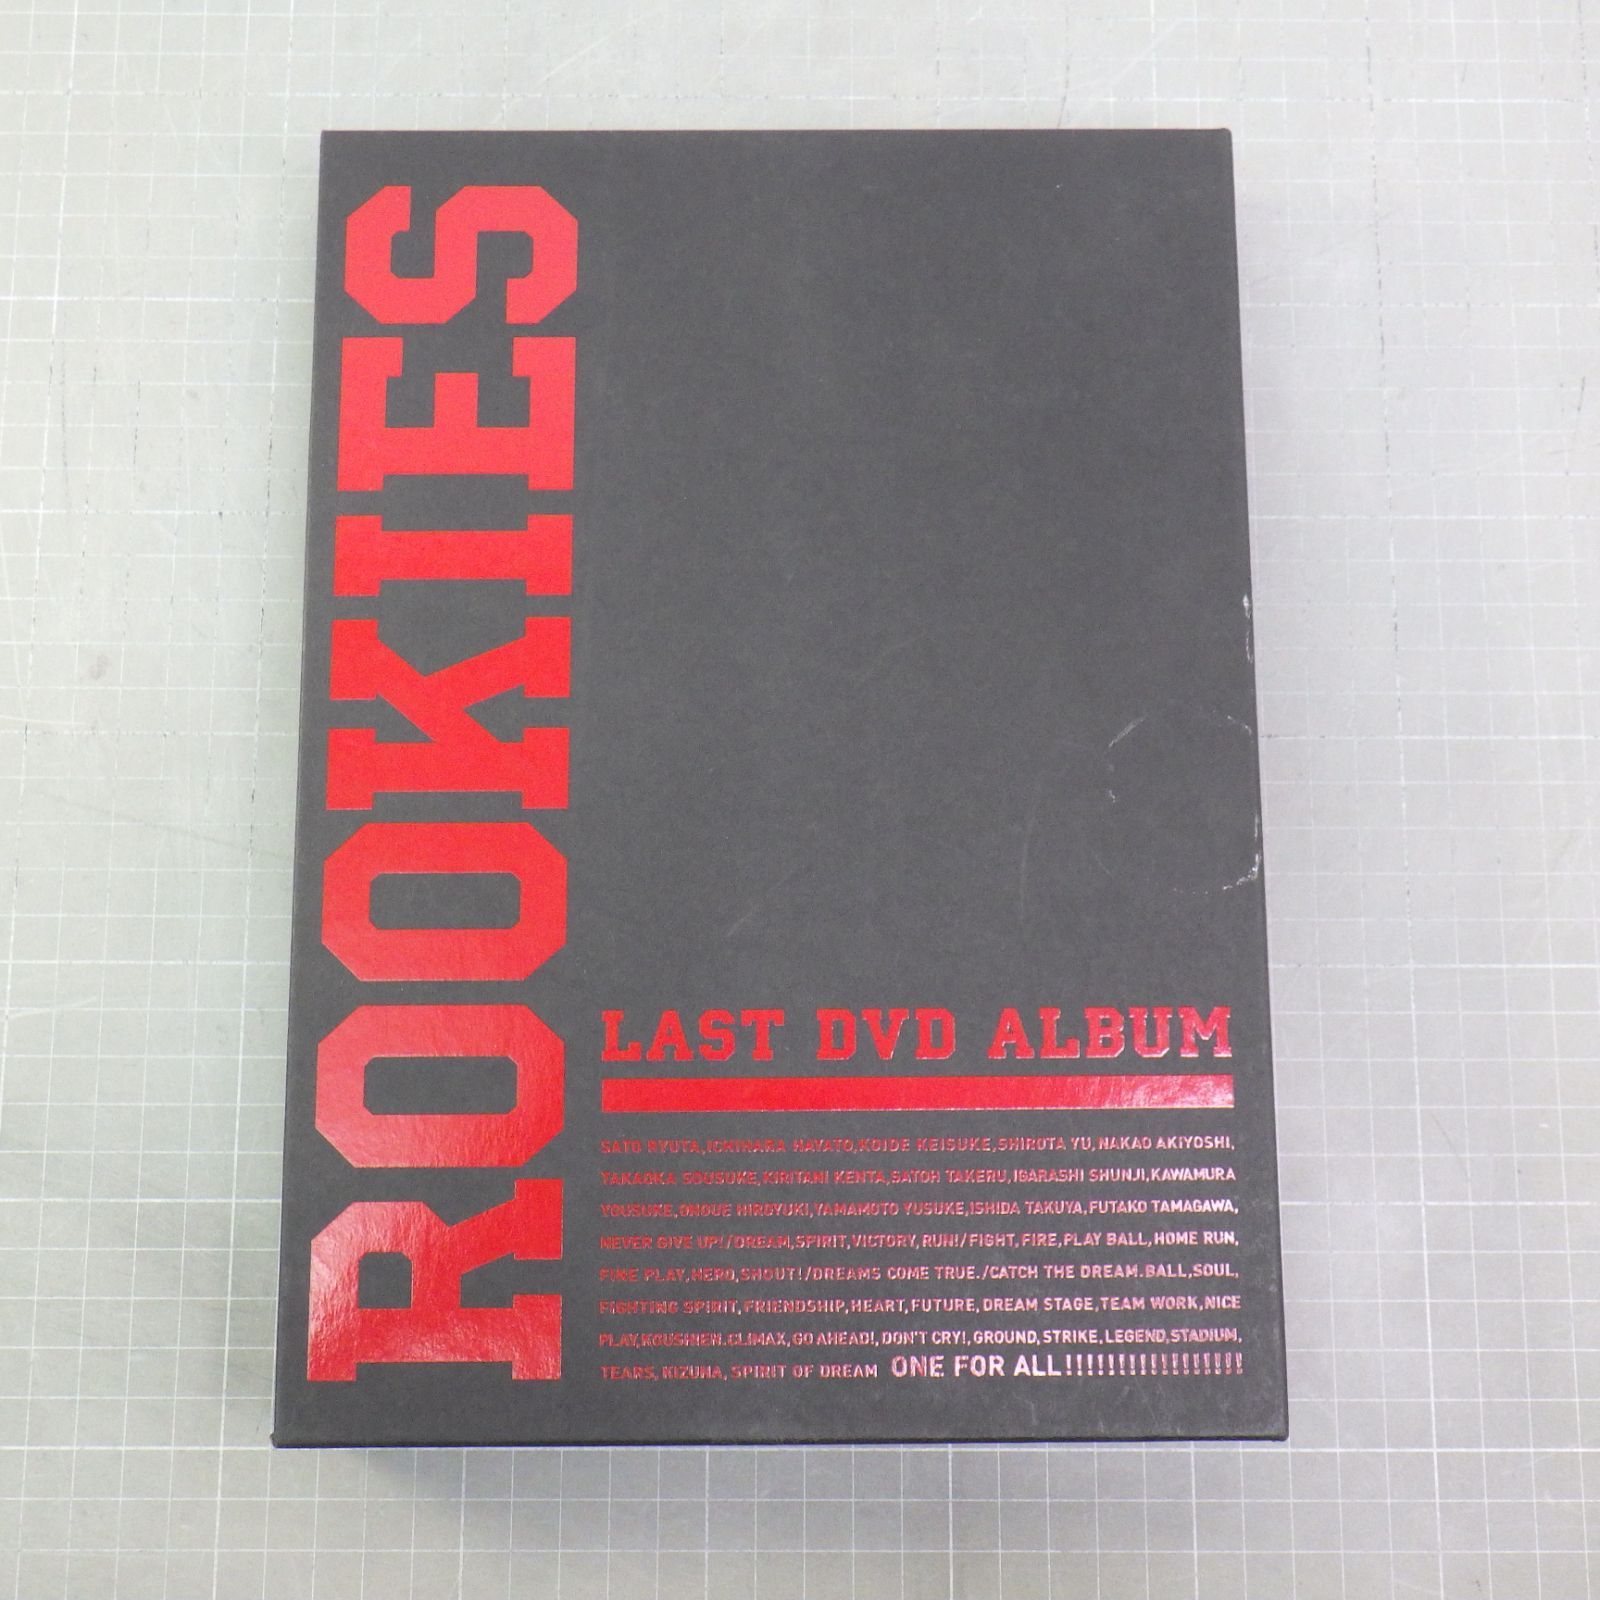 ROOKIES
LAST DVD ALBUM
SATO RYUTA,ICHIHARA HAYATO,KOIDE KEISUKE,SHIROTA YU,NAKAO AKIYOSHI,
TAKAOKA SOUSUKE,KIRITANI KENTA,SATOH TAKERU,IGARASHI SHUNJI,KAWAMURA
YOUSUKE,ONOUE HIROYUKI,YAMAMOTO YUSUKE,ISHIDA TAKUYA,FUTAKO TAMAGAWA,
NEVER GIVE UP!/DREAM,SPIRIT,VICTORY,RUN!/FIGHT,FIRE,PLAY BALL,HOME RUN,
FINE PLAY,HERO,SHOUT!/DREAMS COME TRUE./CATCH THE DREAM.BALL,SOUL,
FIGHTING SPIRIT,FRIENDSHIP,HEART,FUTURE,DREAM STAGE,TEAM WORK,NICE
PLAY,KOUSHIEN.CLIMAX,GO AHEAD!,DON'T CRY!,GROUND,STRIKE,LEGEND,STADIUM,
TEARS,KIZUNA,SPIRIT OF DREAM ONE FOR ALL!!!!!!!!!!!!!!!!!!